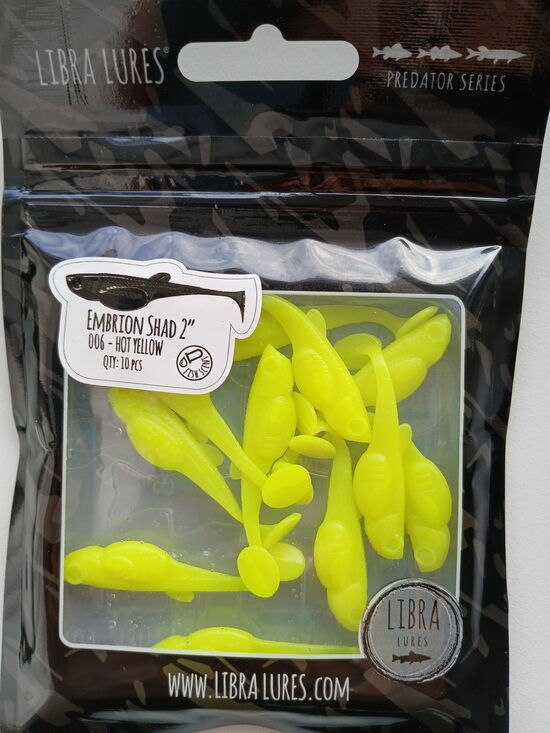 LIBRA LURES®
PREDATOR SERIES
EMBRION SHAD 2"
006 - HOT YELLOW
QTY: 10 PCS
LIBRA
LURES
WWW.LIBRALURES.COM